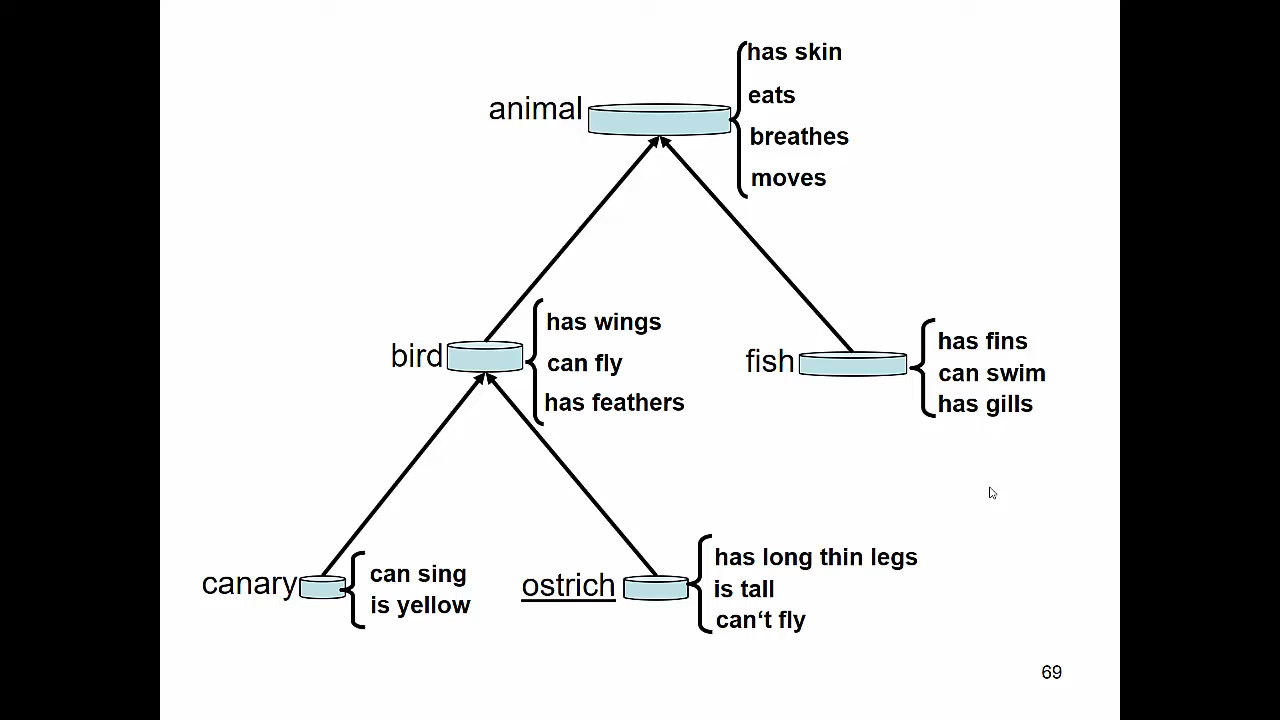 animal
has skin
eats
breathes
moves
bird
has wings
can fly
has feathers
fish
has fins
can swim
has gills
canary
can sing
is yellow
ostrich
has long thin legs
is tall
can‘t fly
69